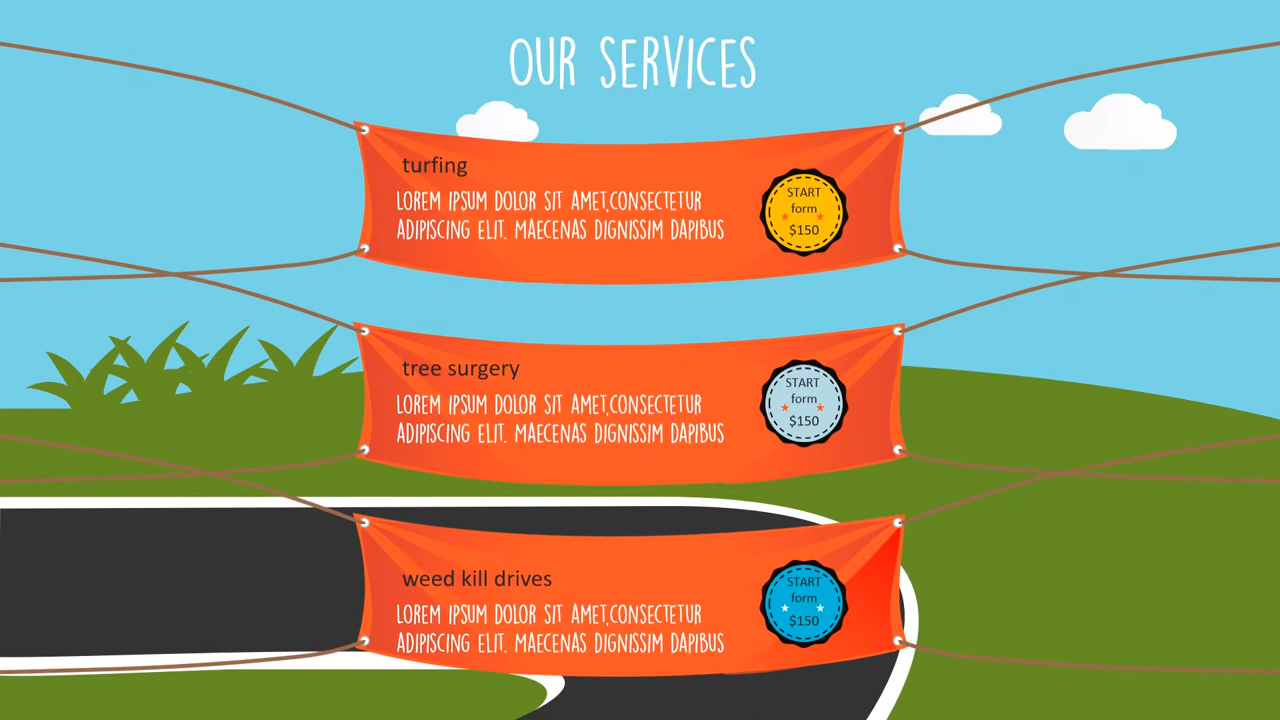 OUR SERVICES
turfing
LOREM IPSUM DOLOR SIT AMET,CONSECTETUR
ADIPISCING ELIT. MAECENAS DIGNISSIM DAPIBUS
START
form
$150
tree surgery
LOREM IPSUM DOLOR SIT AMET,CONSECTETUR
ADIPISCING ELIT. MAECENAS DIGNISSIM DAPIBUS
START
form
$150
weed kill drives
LOREM IPSUM DOLOR SIT AMET,CONSECTETUR
ADIPISCING ELIT. MAECENAS DIGNISSIM DAPIBUS
START
form
$150